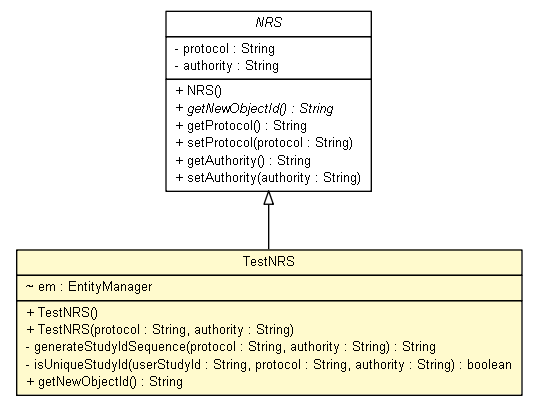 NRS
- protocol : String
- authority : String
+ NRS()
+ getNewObjectId() : String
+ getProtocol() : String
+ setProtocol(protocol : String)
+ getAuthority() : String
+ setAuthority(authority : String)
TestNRS
~ em : EntityManager
+ TestNRS()
+ TestNRS(protocol : String, authority : String)
- generateStudyIdSequence(protocol : String, authority : String) : String
- isUniqueStudyId(userStudyId : String, protocol : String, authority : String) : boolean
+ getNewObjectId() : String